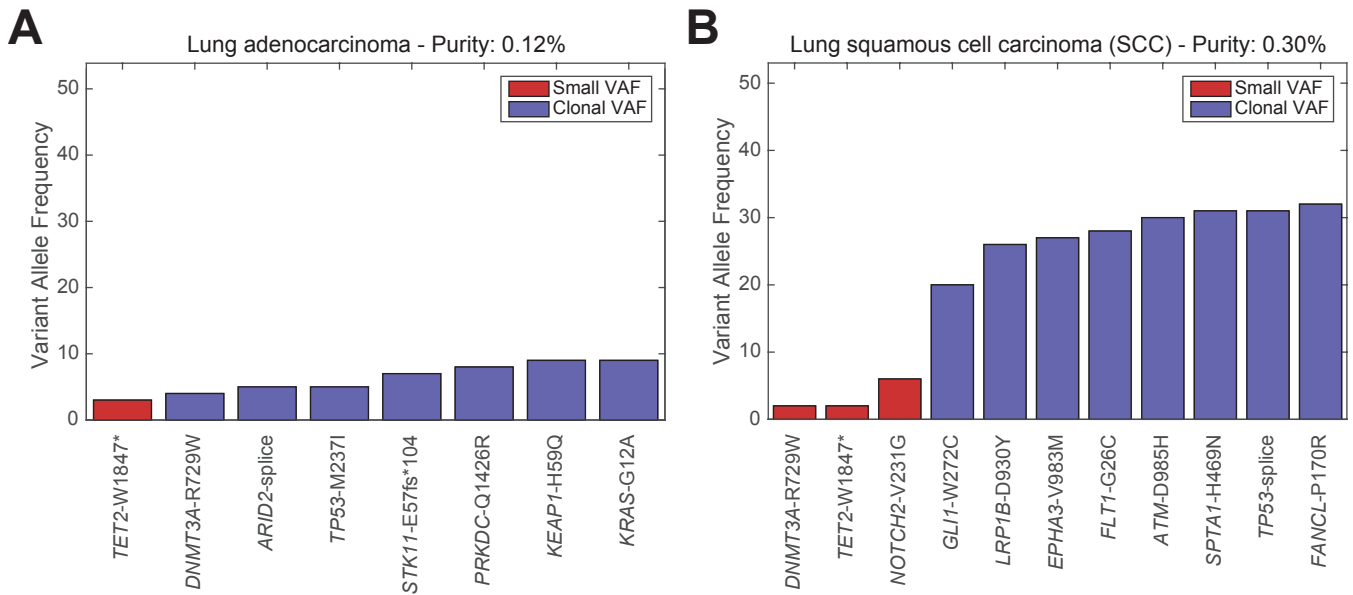 A
Lung adenocarcinoma - Purity: 0.12%
Small VAF
Clonal VAF
Variant Allele Frequency
50
40
30
20
10
0
TET2-W1847*
DNMT3A-R729W
ARID2-splice
TP53-M237I
STK11-E57fs*104
PRKDC-Q1426R
KEAP1-H59Q
KRAS-G12A
B
Lung squamous cell carcinoma (SCC) - Purity: 0.30%
Small VAF
Clonal VAF
Variant Allele Frequency
50
40
30
20
10
0
DNMT3A-R729W
TET2-W1847*
NOTCH2-V231G
GLI1-W272C
LRP1B-D930Y
EPHA3-V983M
FLT1-G26C
ATM-D985H
SPTA1-H469N
TP53-splice
FANCL-P170R